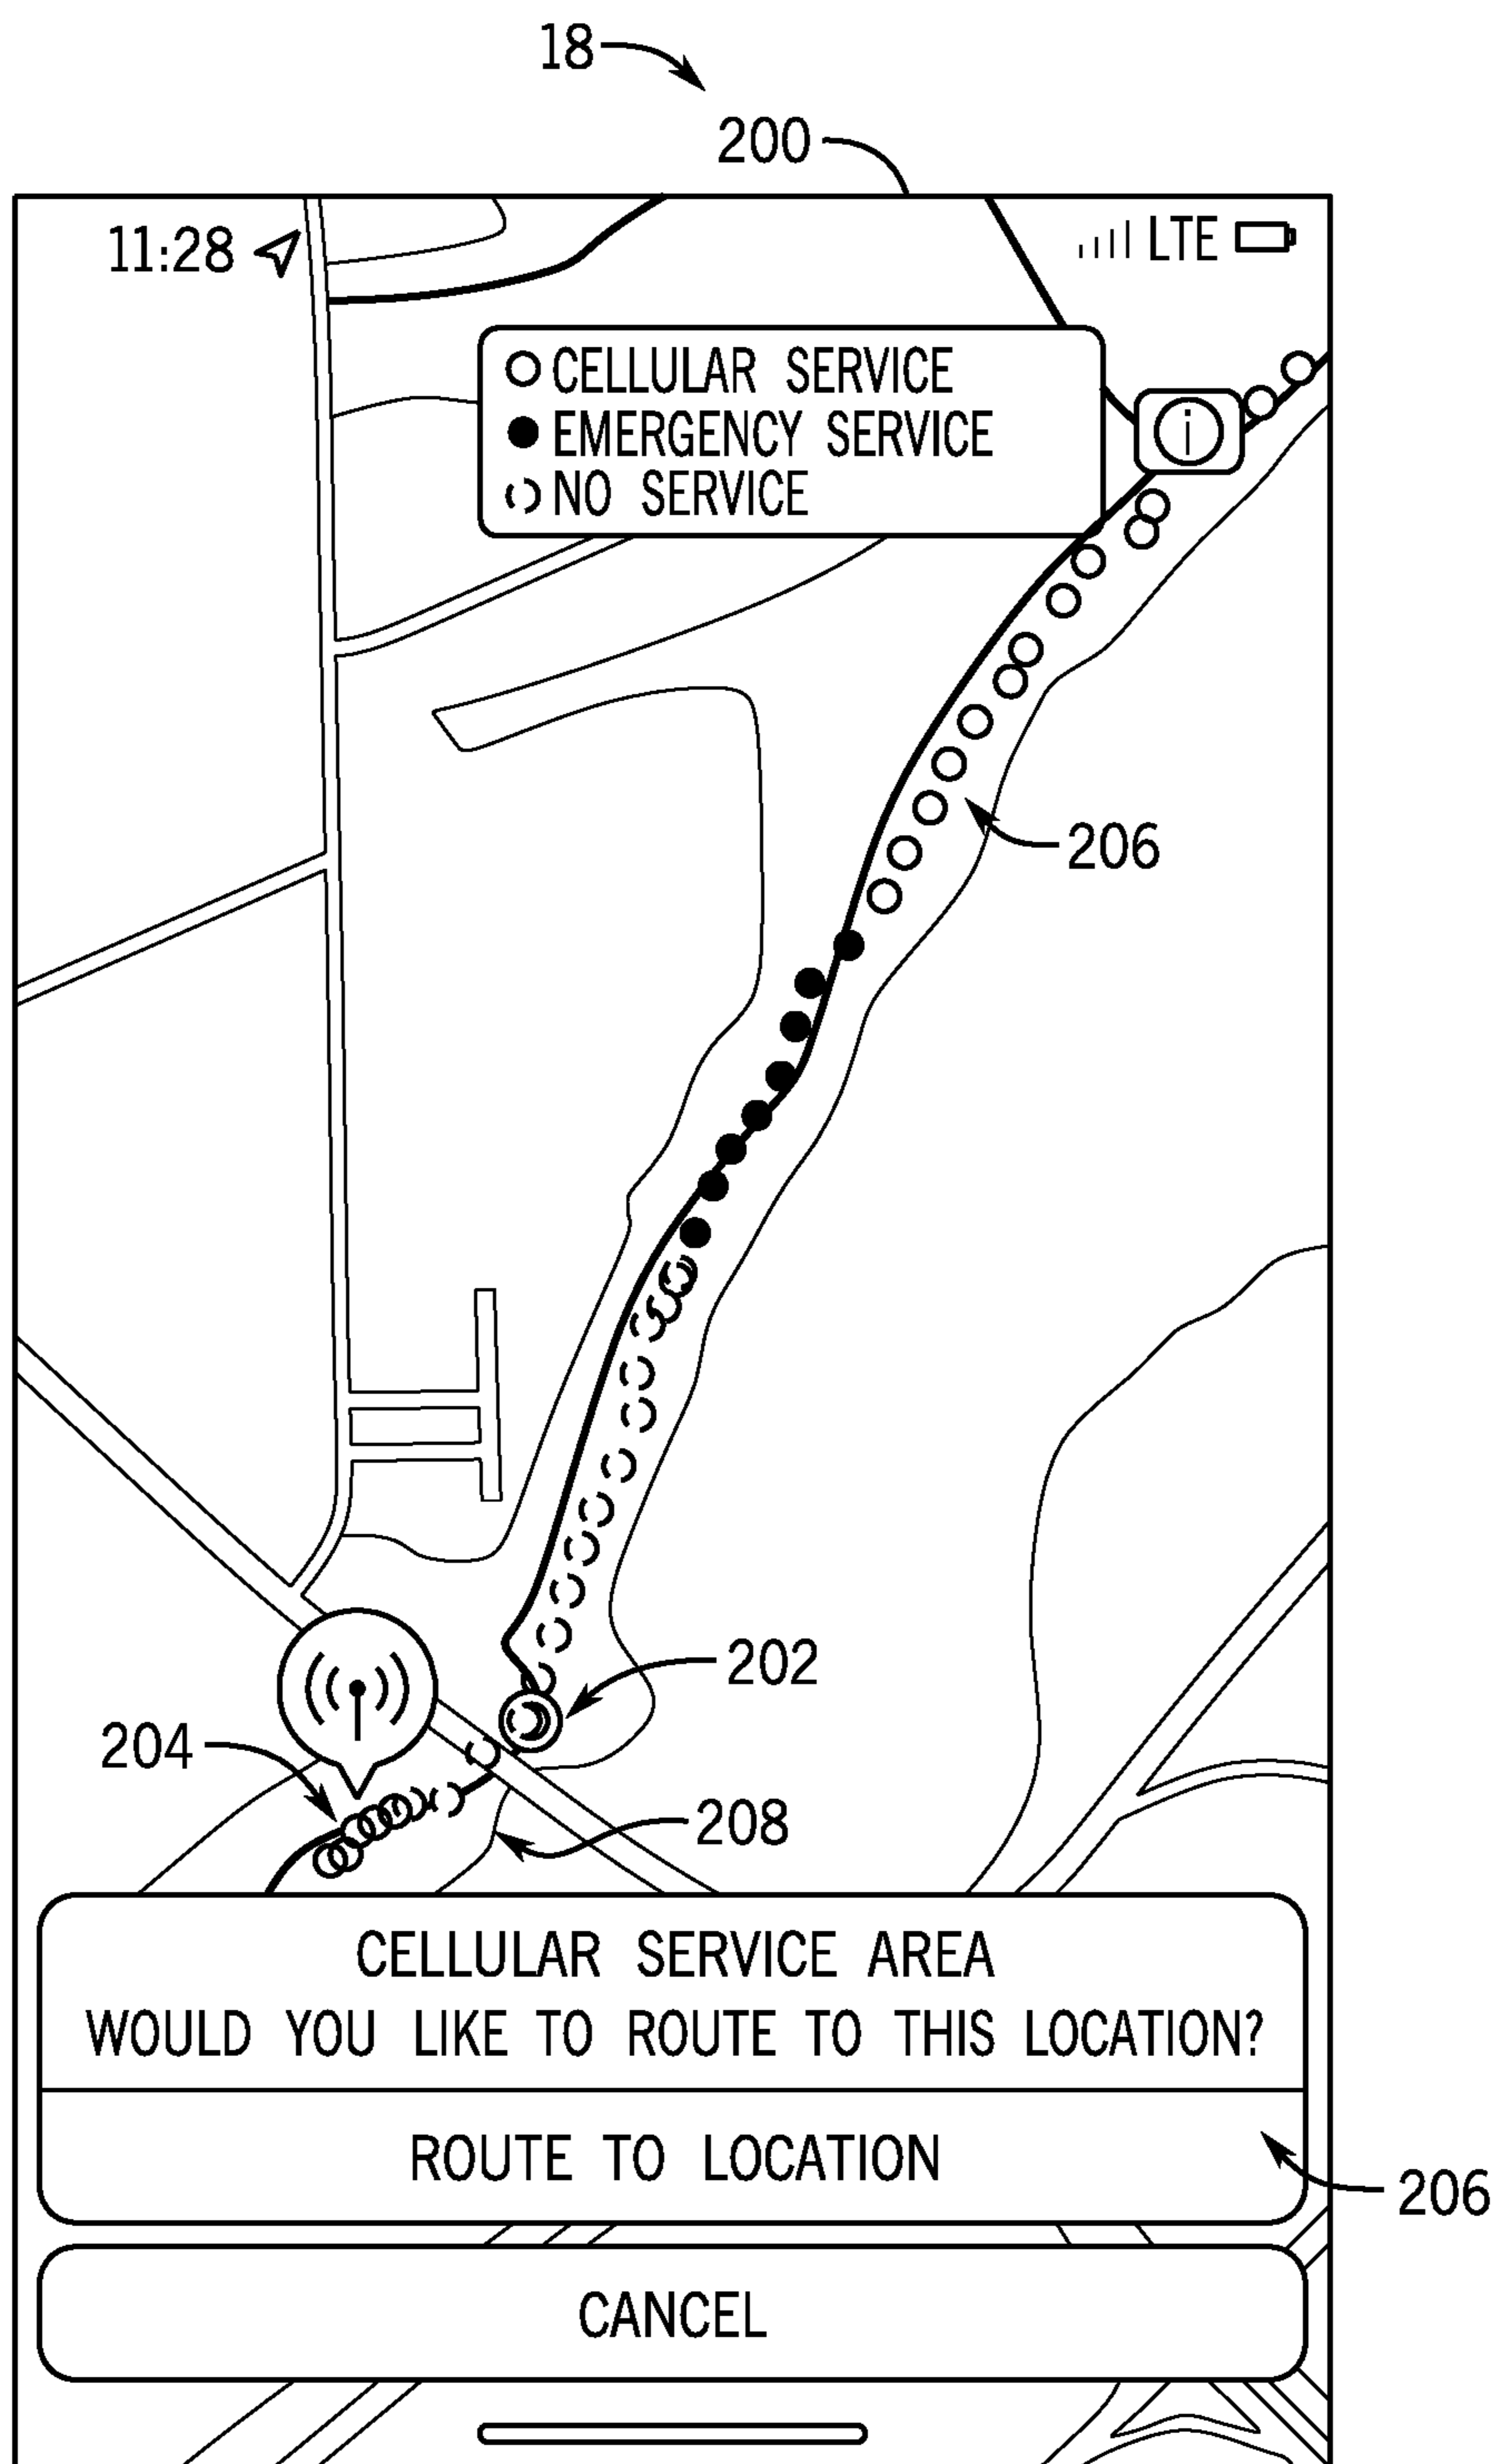 18
200
11:28 LTE
CELLULAR SERVICE
EMERGENCY SERVICE
NO SERVICE
i
206
202
204
208
CELLULAR SERVICE AREA
WOULD YOU LIKE TO ROUTE TO THIS LOCATION?
ROUTE TO LOCATION
206
CANCEL